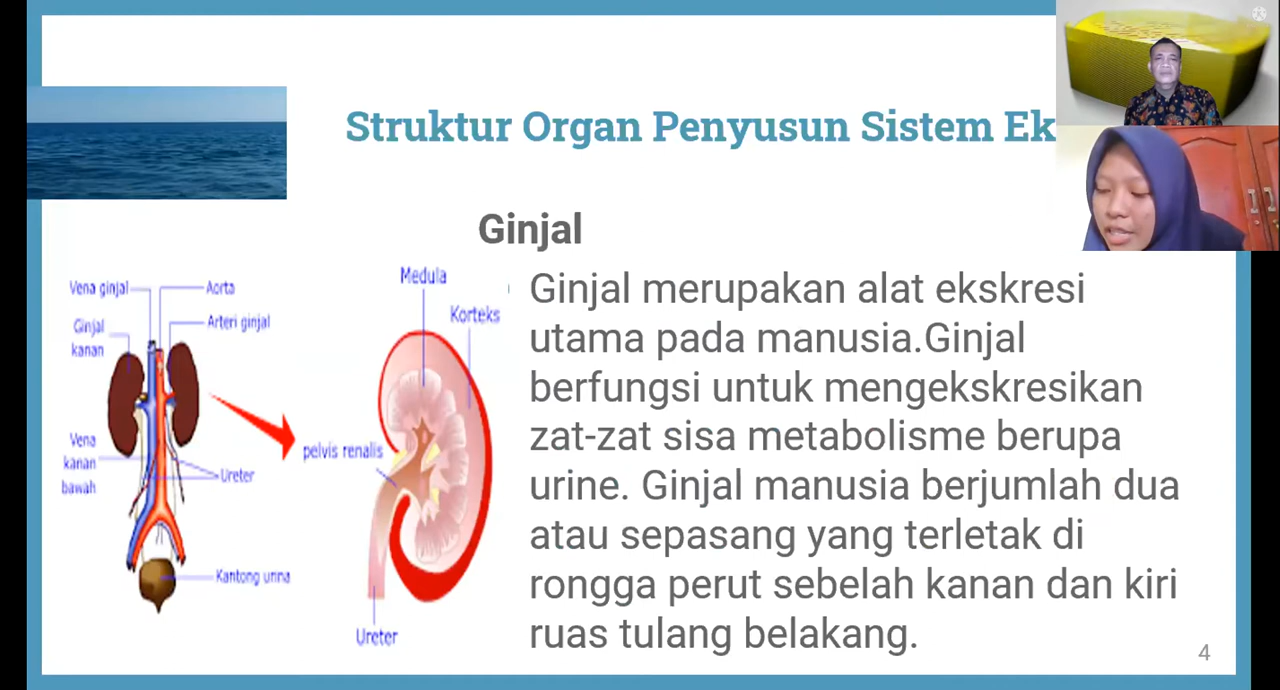 Struktur Organ Penyusun Sistem Ek
Ginjal
Ginjal merupakan alat ekskresi
utama pada manusia.Ginjal
berfungsi untuk mengekskresikan
zat-zat sisa metabolisme berupa
urine. Ginjal manusia berjumlah dua
atau sepasang yang terletak di
rongga perut sebelah kanan dan kiri
ruas tulang belakang.
Vena ginjal
Aorta
Ginjal
kanan
Arteri ginjal
Vena
kanan
bawah
Ureter
Kantong urina
Medula
Korteks
pelvis renalis
Ureter
4